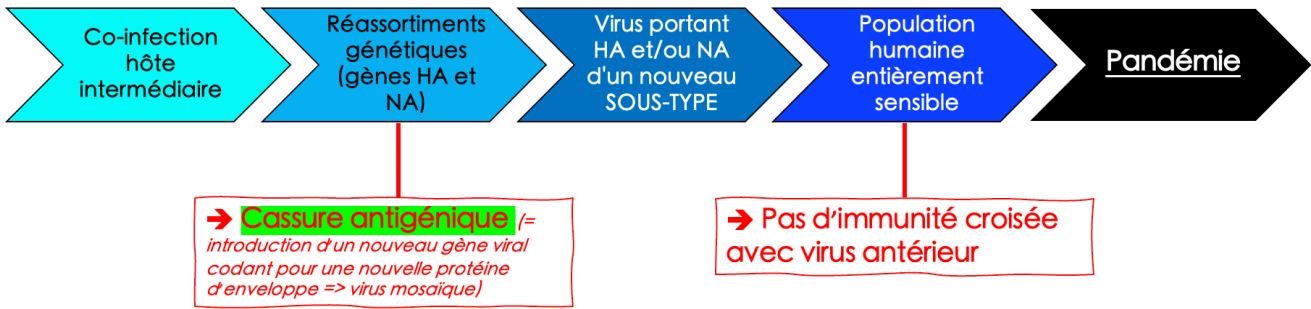 Co-infection
hôte
intermédiaire
Réassortiments
génétiques
(gènes HA et
NA)
Virus portant
HA et/ou NA
d'un nouveau
SOUS-TYPE
Population
humaine
entièrement
sensible
Pandémie
➔ Cassure antigénique (=
introduction d'un nouveau gène viral
codant pour une nouvelle protéine
d'enveloppe => virus mosaïque)
➔ Pas d'immunité croisée
avec virus antérieur